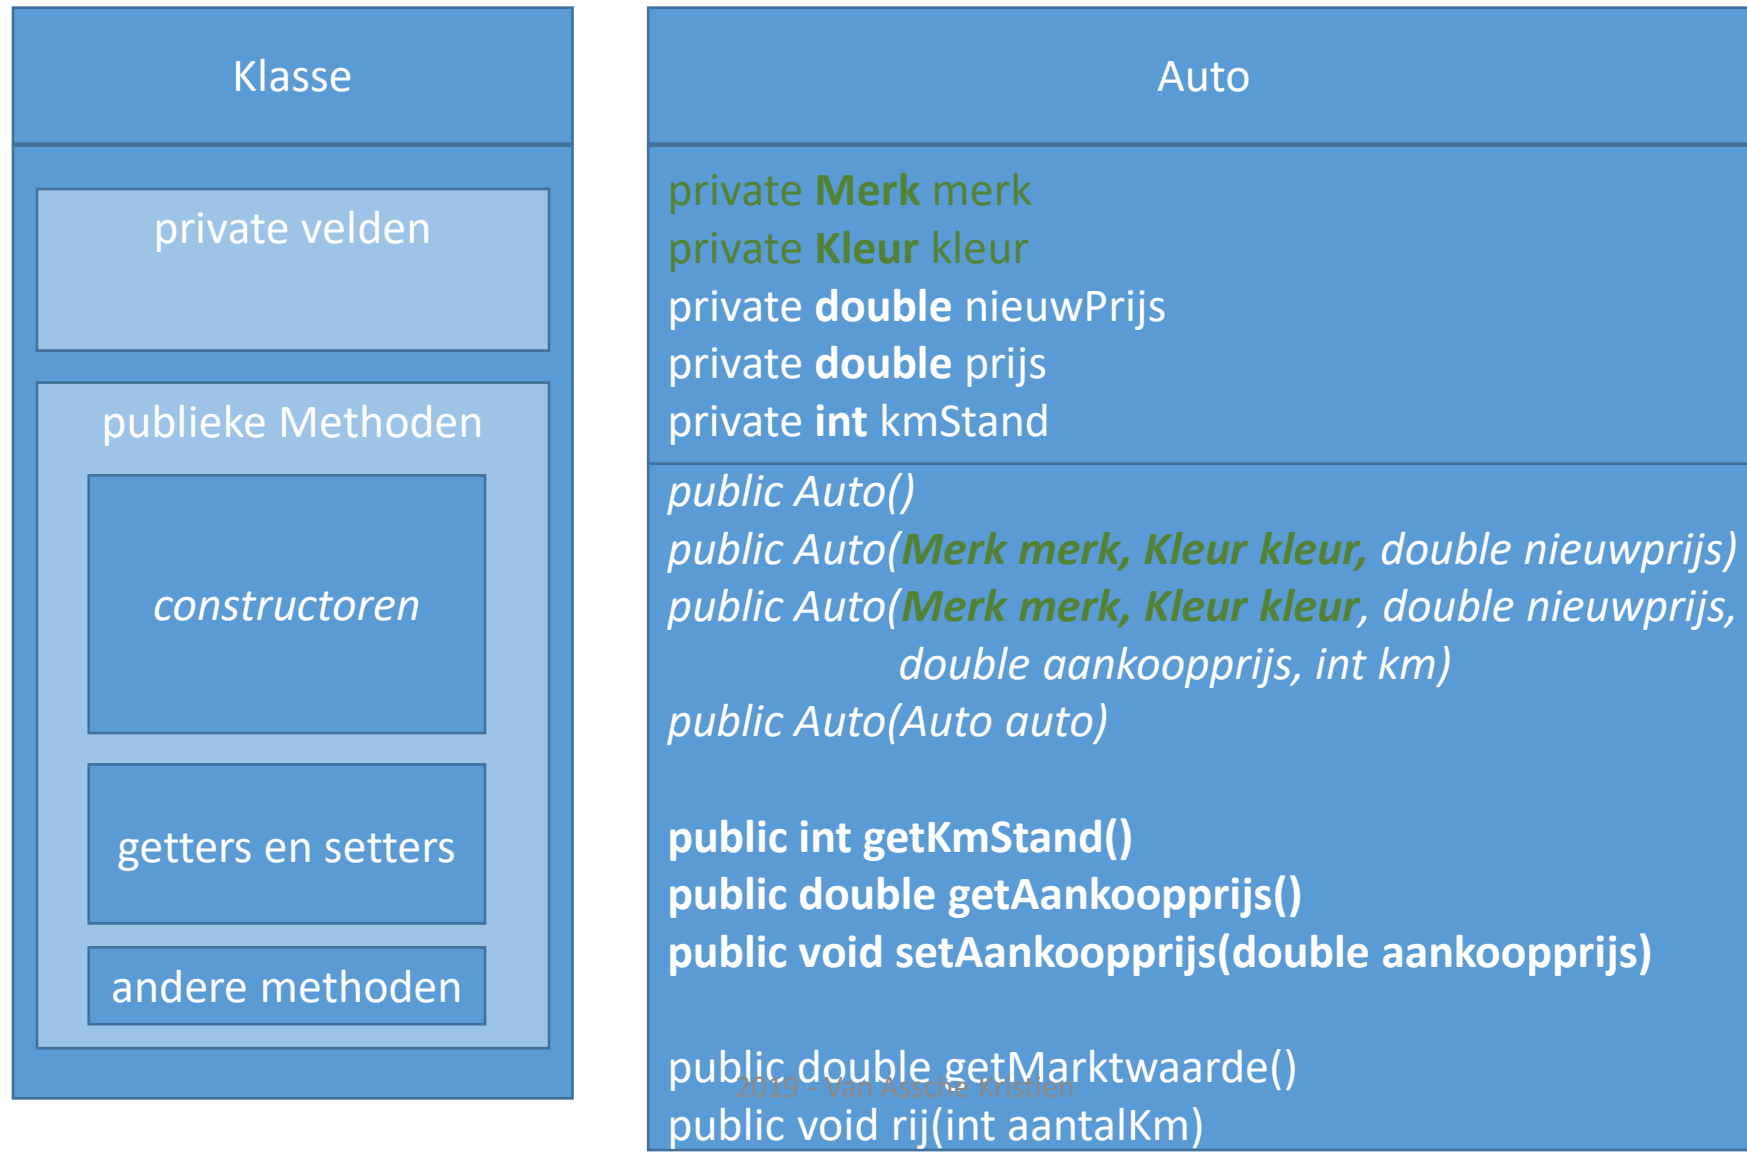 Klasse
private velden
publieke Methoden
constructoren
getters en setters
andere methoden
Auto
private Merk merk
private Kleur kleur
private double nieuwPrijs
private double prijs
private int kmStand
public Auto()
public Auto(Merk merk, Kleur kleur, double nieuwprijs)
public Auto(Merk merk, Kleur kleur, double nieuwprijs,
double aankoopprijs, int km)
public Auto(Auto auto)
public int getKmStand()
public double getAankoopprijs()
public void setAankoopprijs(double aankoopprijs)
public double getMarktwaarde()
2019 - Van Assche Kristien
public void rij(int aantalKm)